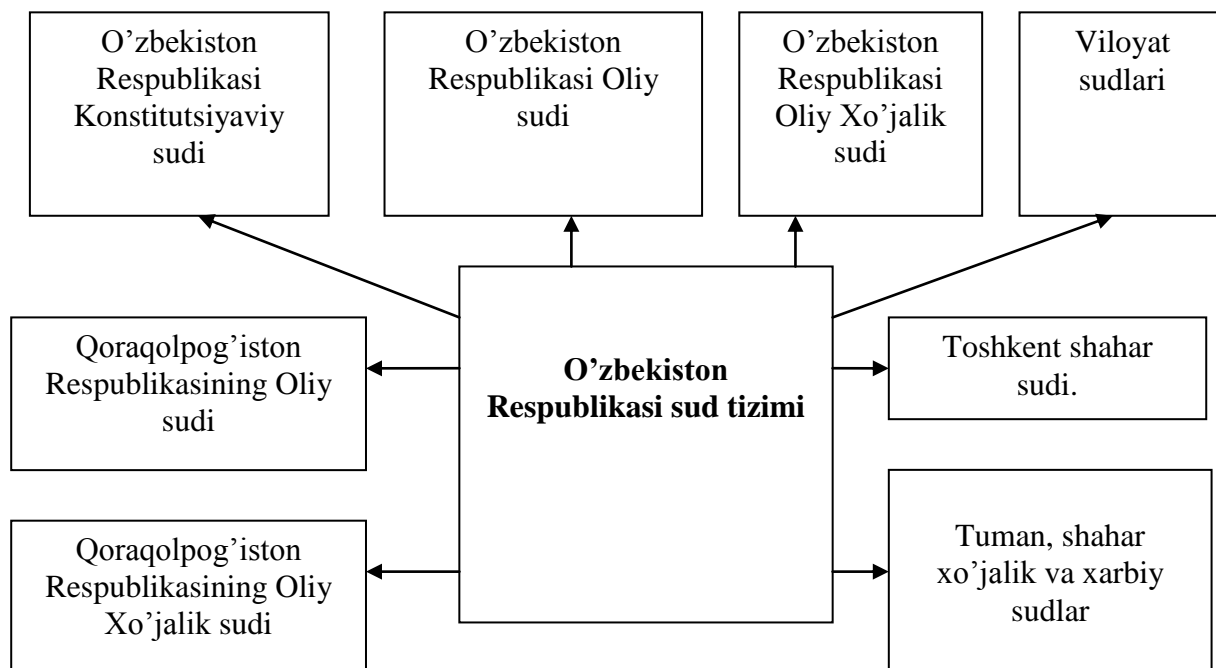 O’zbekiston
Respublikasi
Konstitutsiyaviy
sudi
O’zbekiston
Respublikasi Oliy
sudi
O’zbekiston
Respublikasi
Oliy Xo’jalik
sudi
Viloyat
sudlari
Qoraqolpog’iston
Respublikasining Oliy
sudi
O’zbekiston
Respublikasi sud tizimi
Toshkent shahar
sudi.
Qoraqolpog’iston
Respublikasining Oliy
Xo’jalik sudi
Tuman, shahar
xo’jalik va xarbiy
sudlar